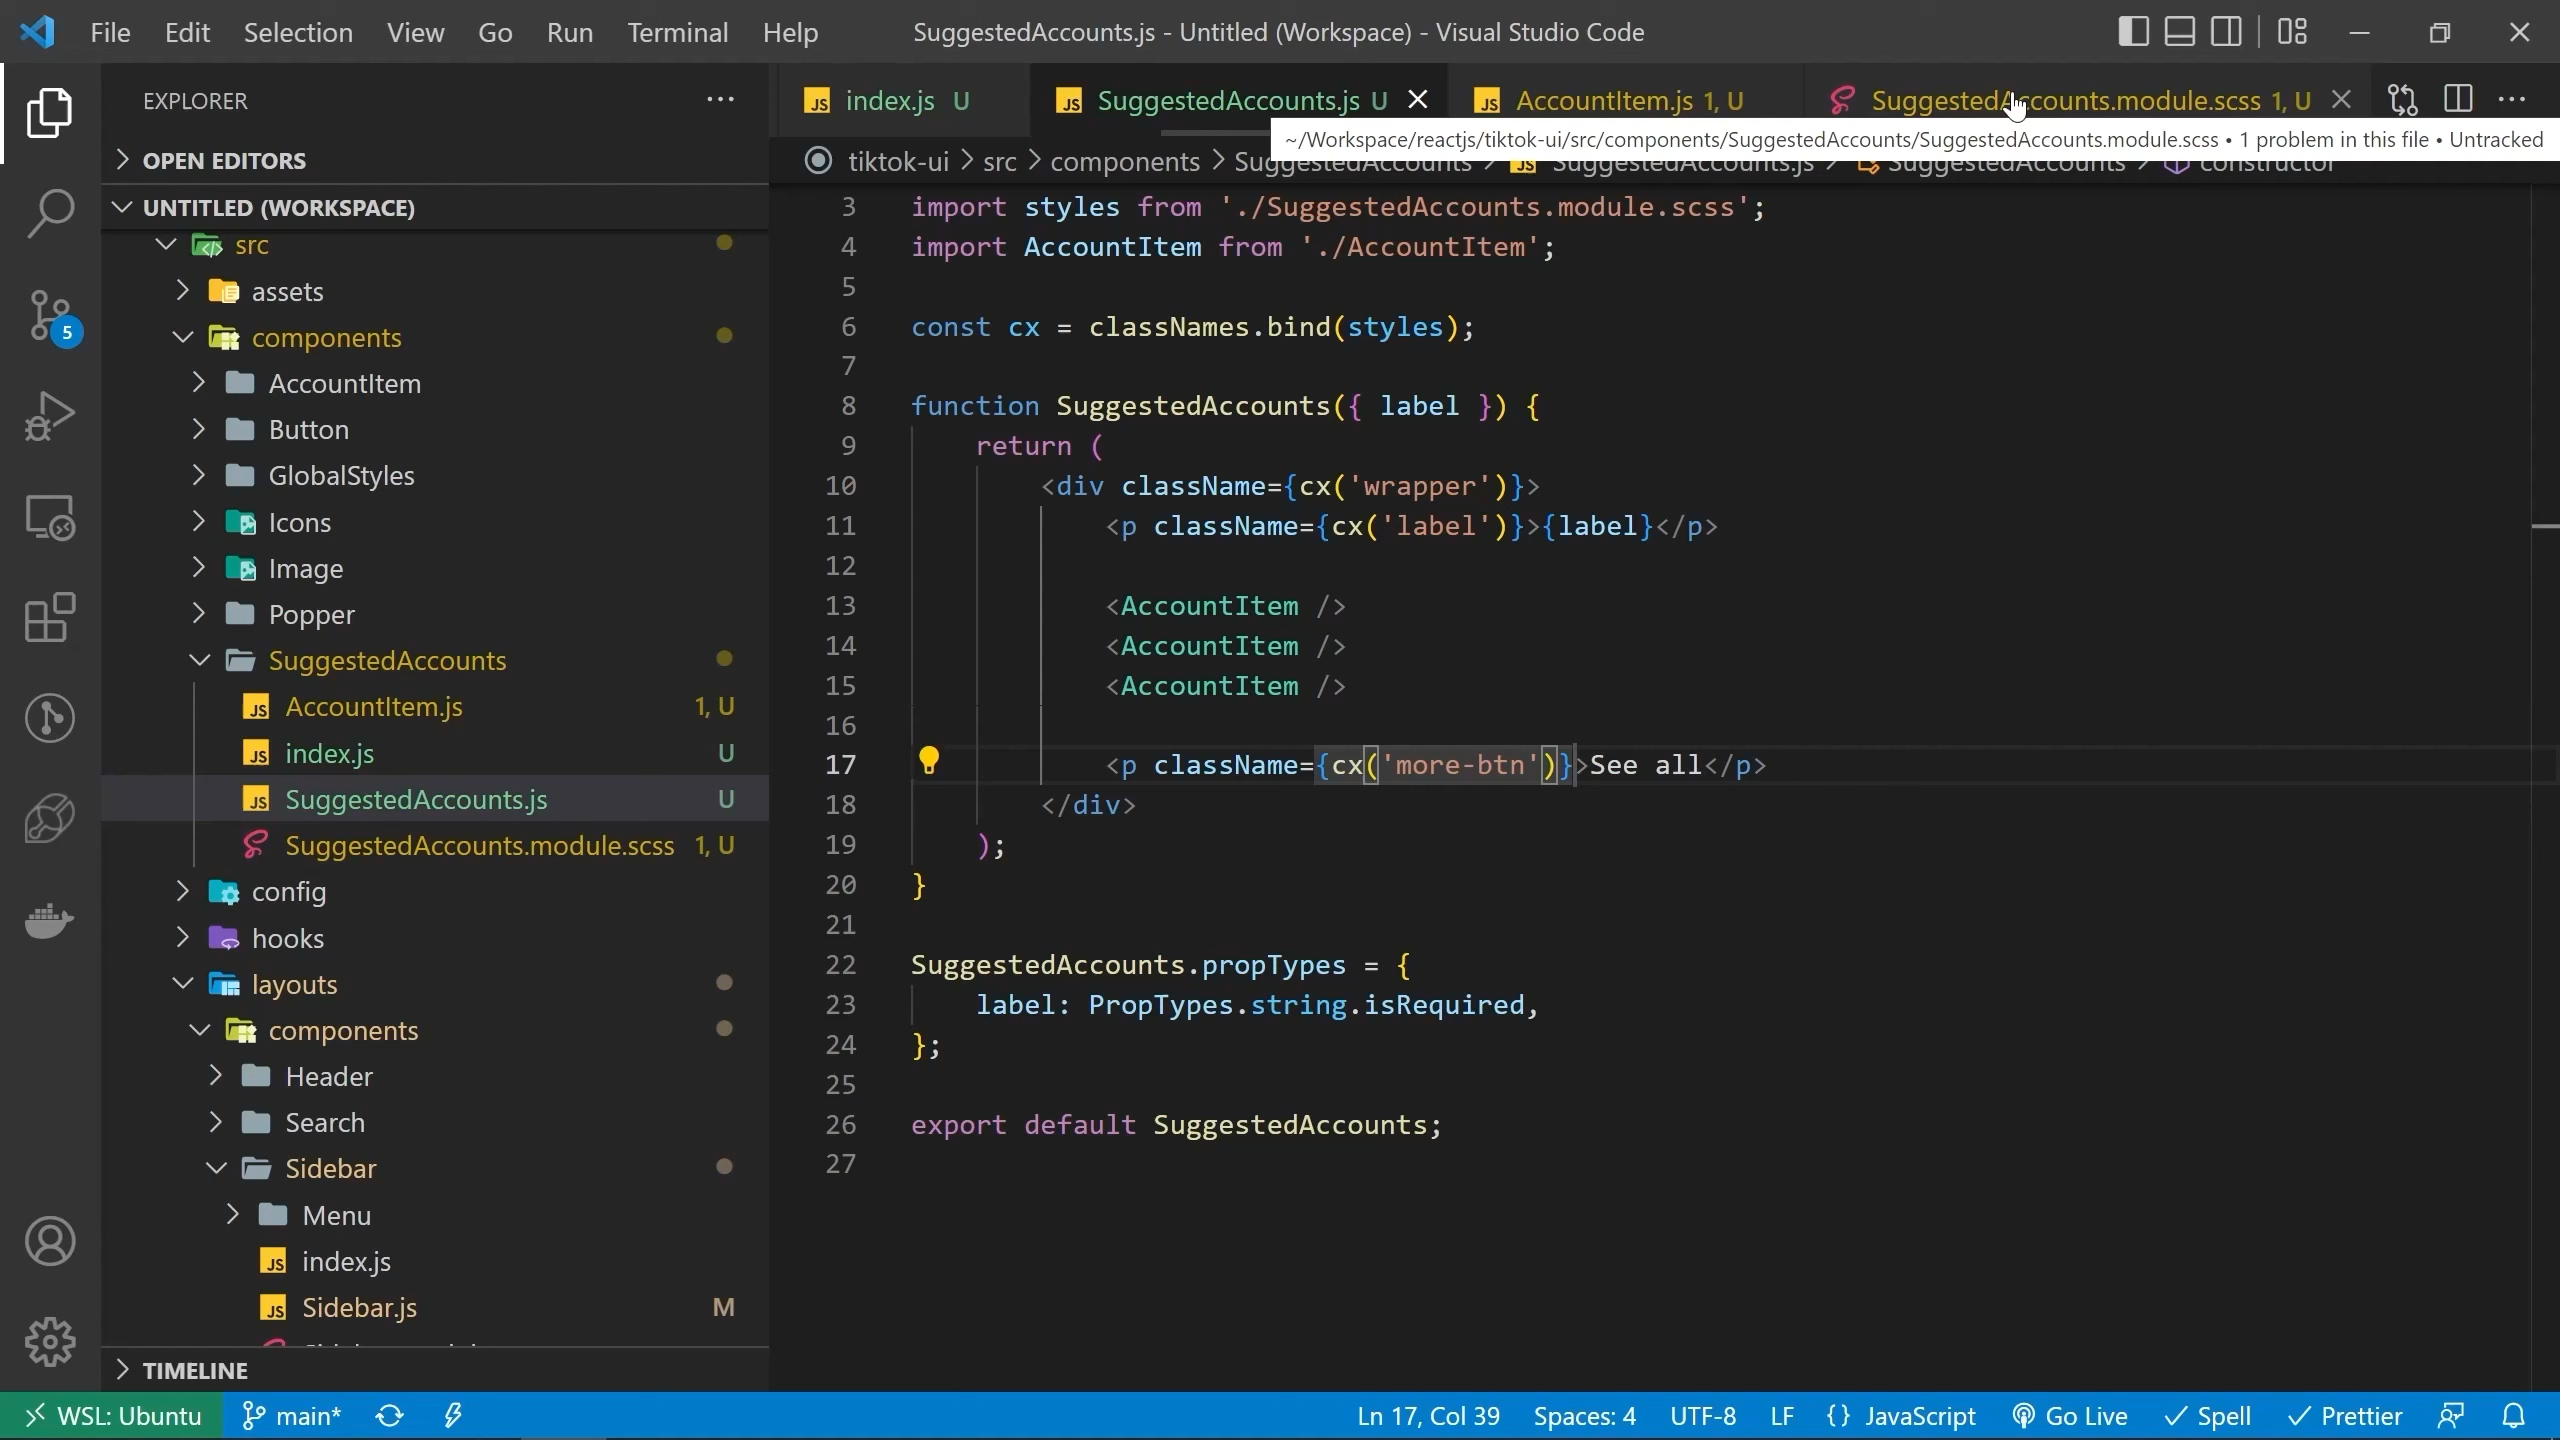 File Edit Selection View Go Run Terminal Help SuggestedAccounts.js - Untitled (Workspace) - Visual Studio Code
EXPLORER
OPEN EDITORS
UNTITLED (WORKSPACE)
src
assets
components
AccountItem
Button
GlobalStyles
Icons
Image
Popper
SuggestedAccounts
AccountItem.js 1, U
index.js U
SuggestedAccounts.js U
SuggestedAccounts.module.scss 1, U
config
hooks
layouts
components
Header
Search
Sidebar
Menu
index.js
Sidebar.js M
TIMELINE
5
index.js U SuggestedAccounts.js U AccountItem.js 1, U SuggestedAccounts.module.scss 1, U
~/Workspace/reactjs/tiktok-ui/src/components/SuggestedAccounts/SuggestedAccounts.module.scss • 1 problem in this file • Untracked
tiktok-ui > src > components > SuggestedAccounts > SuggestedAccounts.js > SuggestedAccounts > constructor
3 import styles from './SuggestedAccounts.module.scss';
4 import AccountItem from './AccountItem';
5
6 const cx = classNames.bind(styles);
7
8 function SuggestedAccounts({ label }) {
9 return (
10 <div className={cx('wrapper')}>
11 <p className={cx('label')}>{label}</p>
12
13 <AccountItem />
14 <AccountItem />
15 <AccountItem />
16
17 <p className={cx('more-btn')}>See all</p>
18 </div>
19 );
20 }
21
22 SuggestedAccounts.propTypes = {
23 label: PropTypes.string.isRequired,
24 };
25
26 export default SuggestedAccounts;
27
WSL: Ubuntu main* Ln 17, Col 39 Spaces: 4 UTF-8 LF {} JavaScript Go Live Spell Prettier